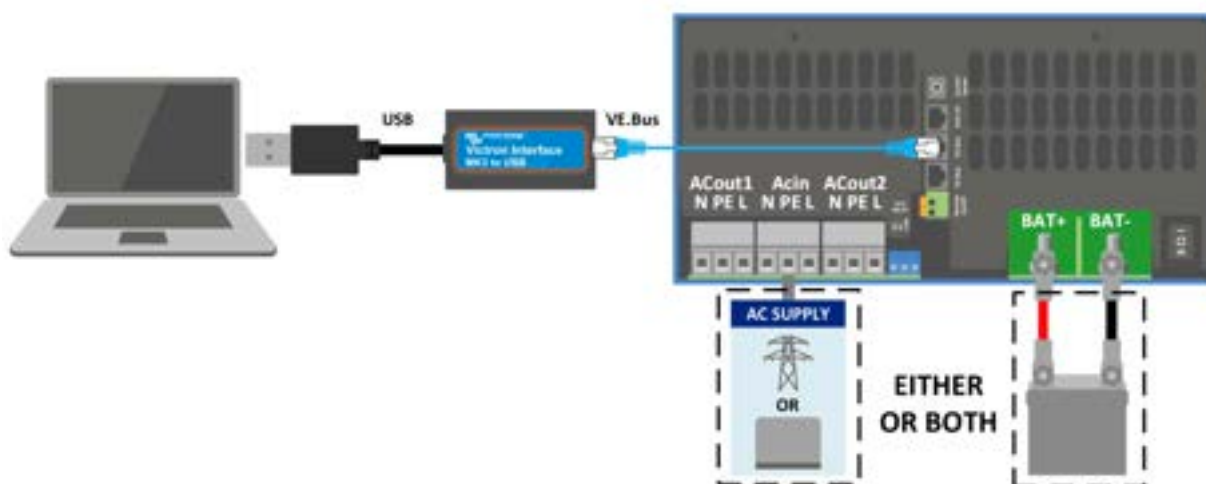 USB
Victron Interface
MK3 to USB
VE.Bus
ACout1 Acin ACout2
N PE L N PE L N PE L
BAT+ BAT-
AC SUPPLY
OR
EITHER
OR BOTH